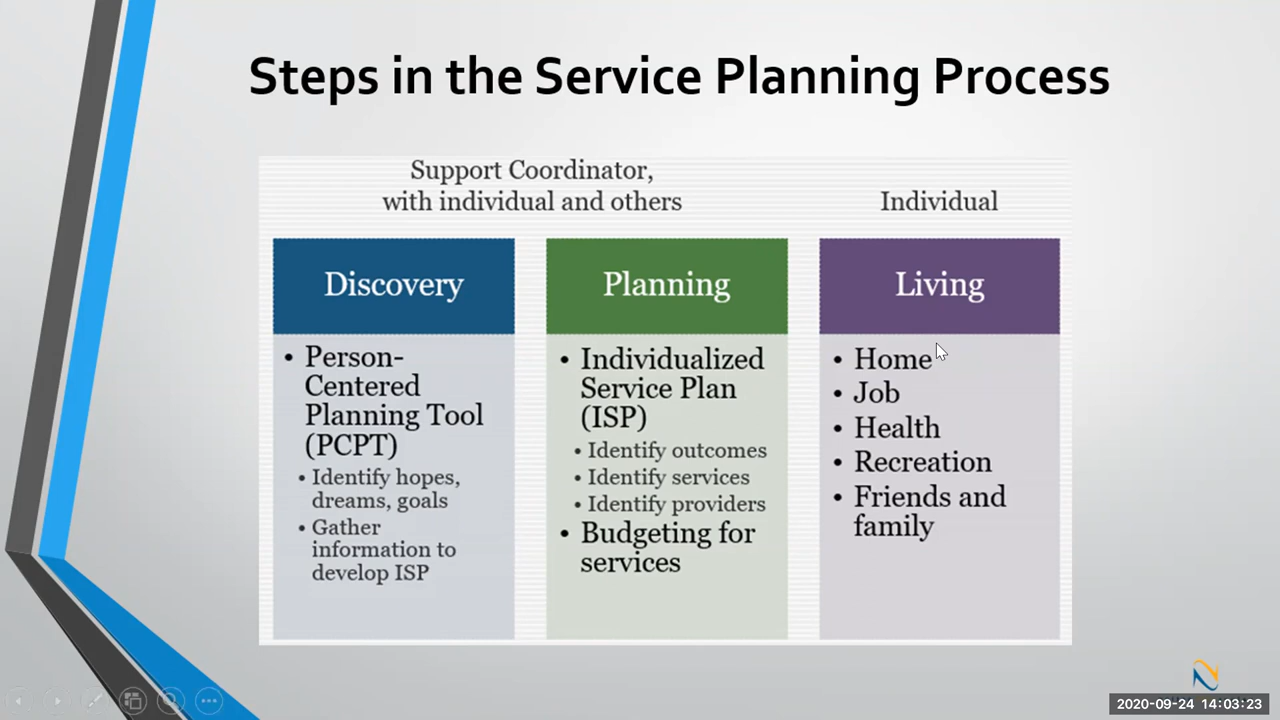 Steps in the Service Planning Process
Support Coordinator,
with individual and others
Individual
Discovery
• Person-
Centered
Planning Tool
(PCPT)
• Identify hopes,
dreams, goals
• Gather
information to
develop ISP
Planning
• Individualized
Service Plan
(ISP)
• Identify outcomes
• Identify services
• Identify providers
• Budgeting for
services
Living
• Home
• Job
• Health
• Recreation
• Friends and
family
2020-09-24 14:03:23